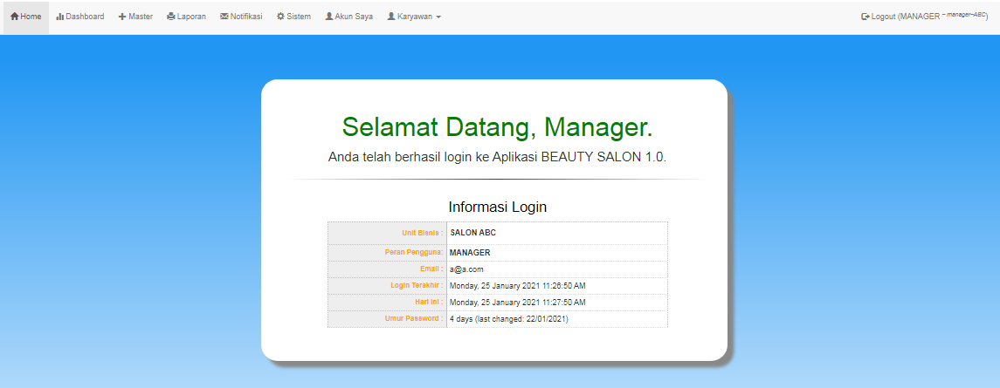 Home Dashboard Master Laporan Notifikasi Sistem Akun Saya Karyawan Logout (MANAGER ~ manager~ABC)
Selamat Datang, Manager.
Anda telah berhasil login ke Aplikasi BEAUTY SALON 1.0.
Informasi Login
Unit Bisnis : SALON ABC
Peran Pengguna: MANAGER
Email : a@a.com
Login Terakhir : Monday, 25 January 2021 11:26:50 AM
Hari Ini : Monday, 25 January 2021 11:27:50 AM
Umur Password : 4 days (last changed: 22/01/2021)